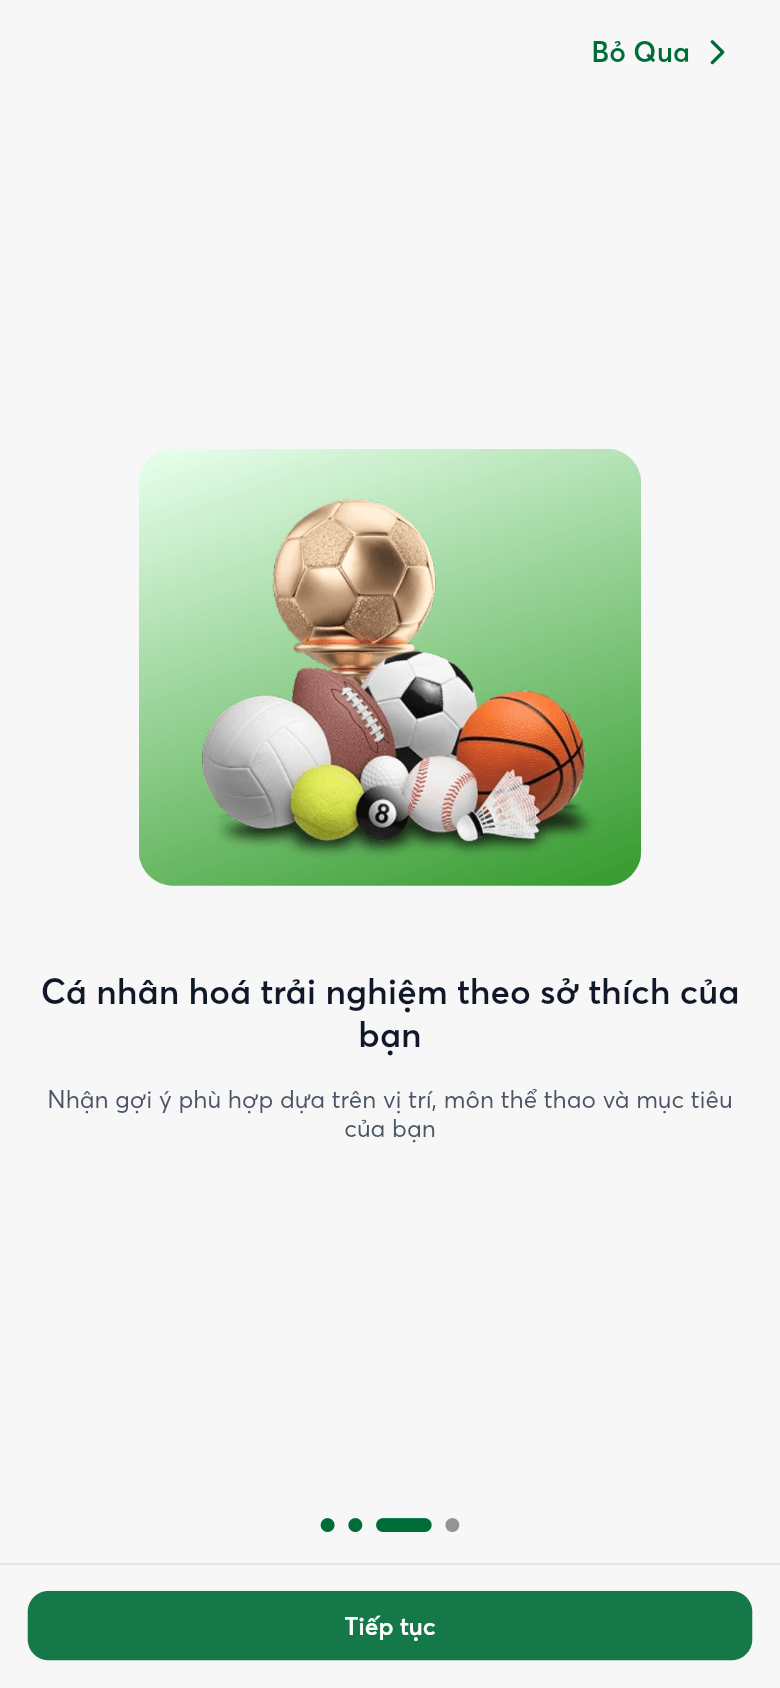 Bỏ Qua
Cá nhân hoá trải nghiệm theo sở thích của
bạn
Nhận gợi ý phù hợp dựa trên vị trí, môn thể thao và mục tiêu
của bạn
8
Tiếp tục